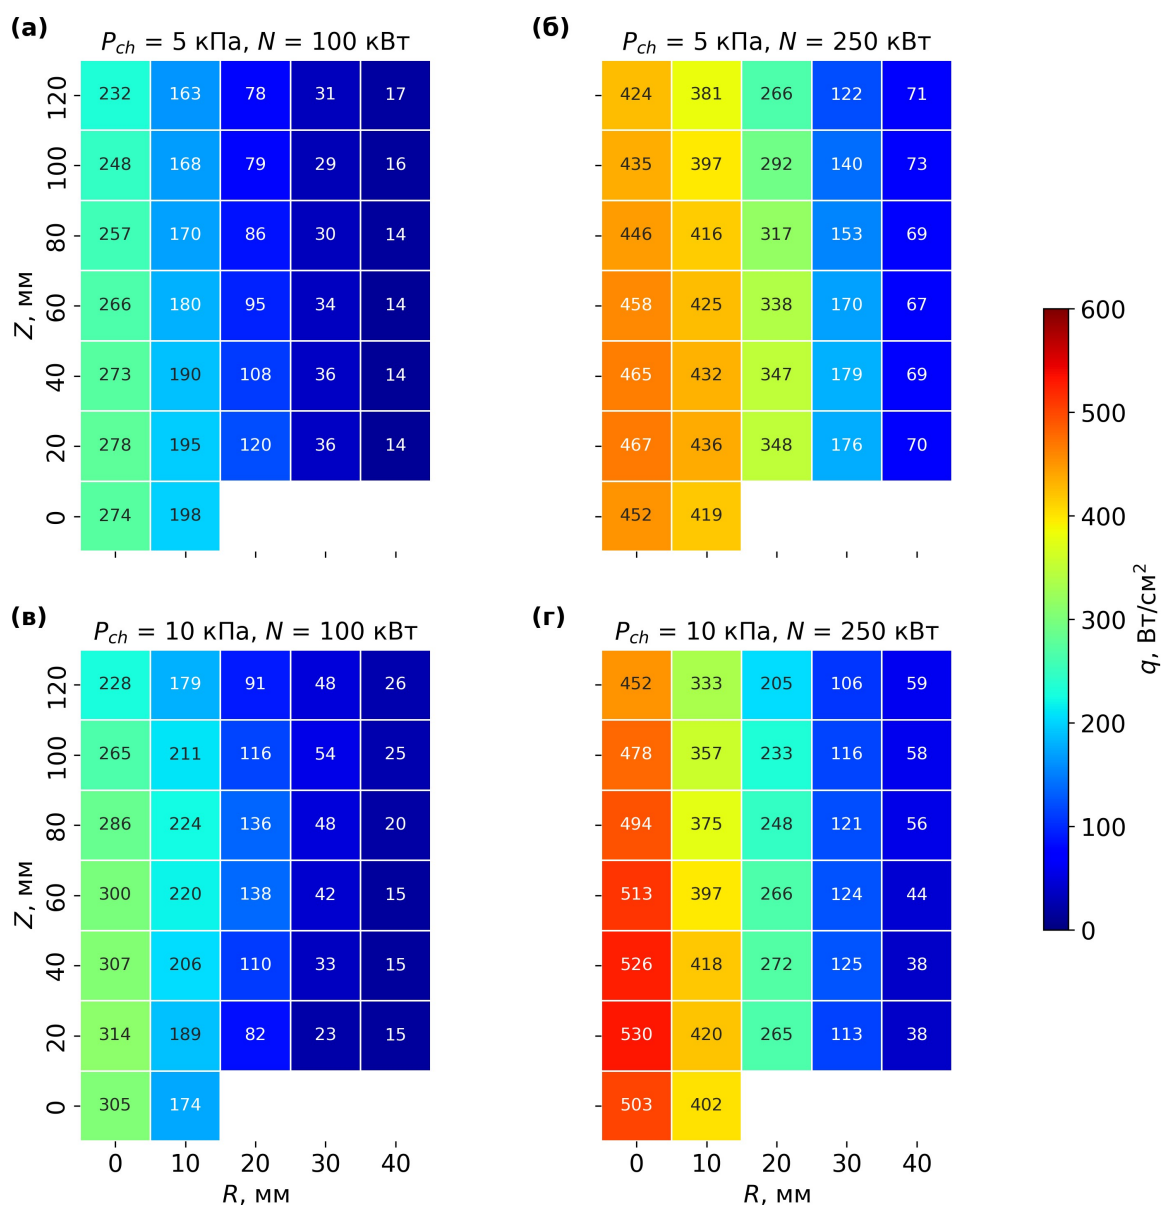 (а)
P_ch = 5 кПа, N = 100 кВт
120 232 163 78 31 17
100 248 168 79 29 16
80 257 170 86 30 14
60 266 180 95 34 14
40 273 190 108 36 14
20 278 195 120 36 14
0 274 198
Z, мм
(б)
P_ch = 5 кПа, N = 250 кВт
424 381 266 122 71
435 397 292 140 73
446 416 317 153 69
458 425 338 170 67
465 432 347 179 69
467 436 348 176 70
452 419
(в)
P_ch = 10 кПа, N = 100 кВт
120 228 179 91 48 26
100 265 211 116 54 25
80 286 224 136 48 20
60 300 220 138 42 15
40 307 206 110 33 15
20 314 189 82 23 15
0 305 174
0 10 20 30 40
Z, мм
R, мм
(г)
P_ch = 10 кПа, N = 250 кВт
452 333 205 106 59
478 357 233 116 58
494 375 248 121 56
513 397 266 124 44
526 418 272 125 38
530 420 265 113 38
503 402
0 10 20 30 40
R, мм
600
500
400
300
200
100
0
q, Вт/см²